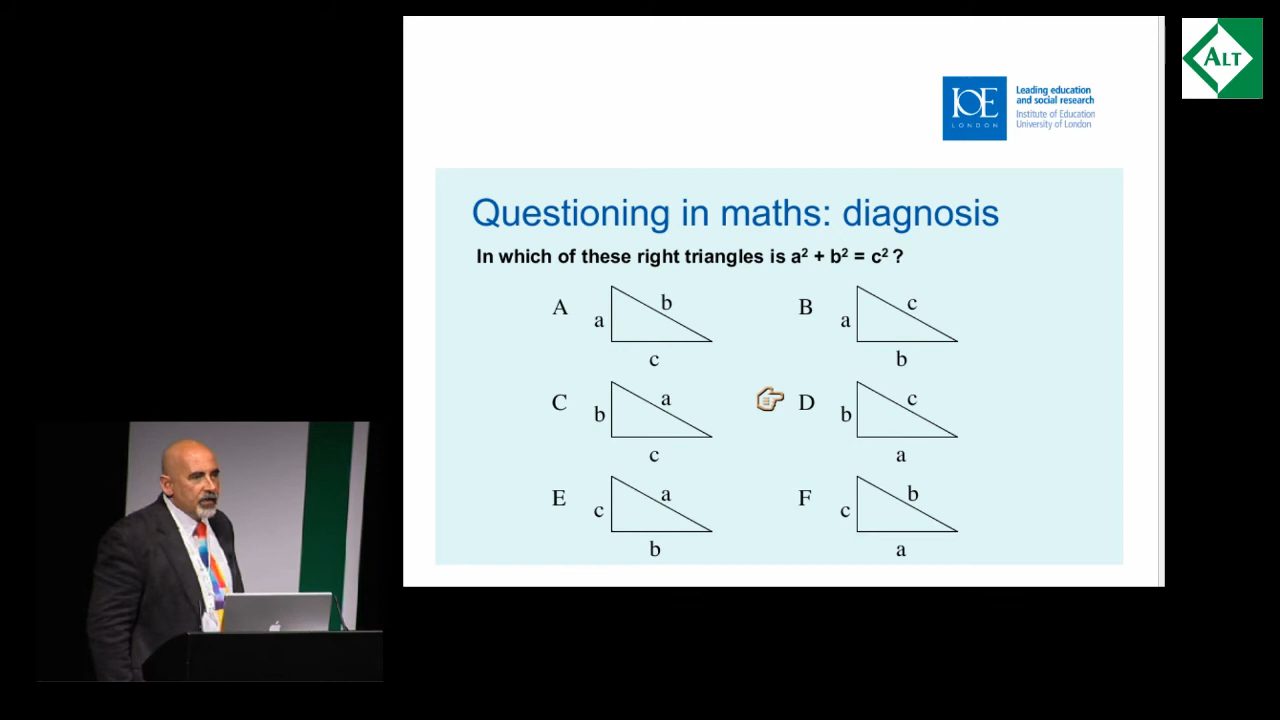 ALT
IOE
LONDON
Leading education
and social research
Institute of Education
University of London
Questioning in maths: diagnosis
In which of these right triangles is a² + b² = c² ?
A
a
b
c
B
a
c
b
C
b
a
c
D
b
c
a
E
c
a
b
F
c
b
a